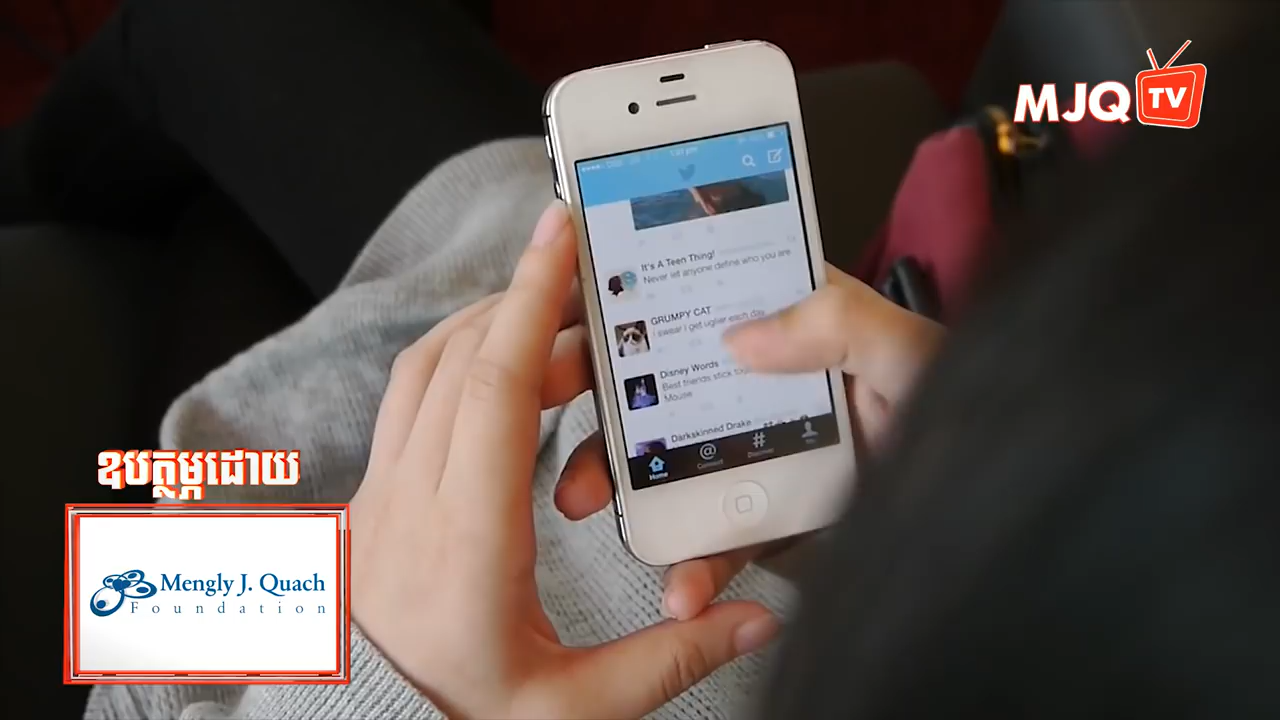 MJQ TV
It's A Teen Thing!
Never let anyone define who you are
GRUMPY CAT
i swear i get uglier each day
Disney Words
Best friends stick
Mouse
Darkskinned Drake
Home
Connect
Discover
Me
ឧបត្ថម្ភដោយ
Mengly J. Quach
Foundation